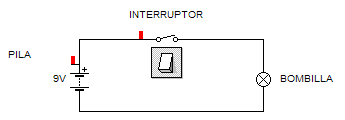 INTERRUPTOR
PILA
+
9V
BOMBILLA